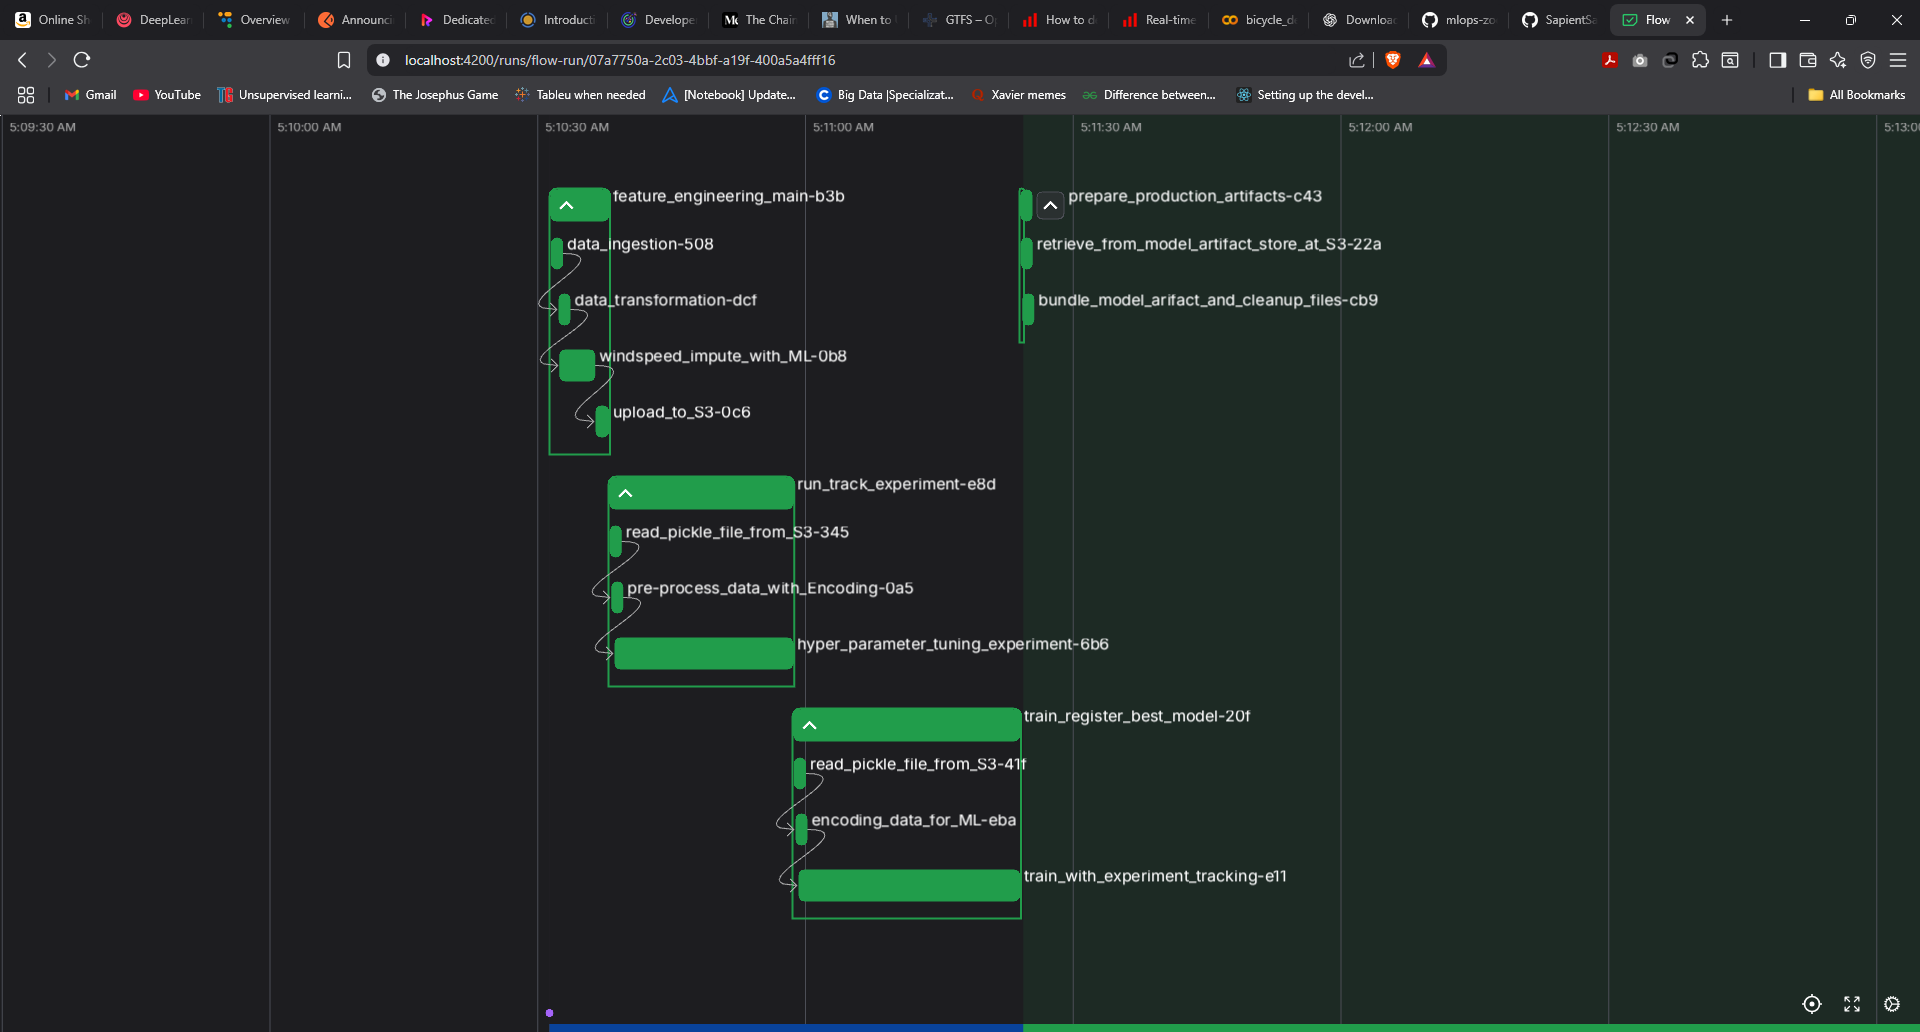 Online Sh
DeepLear
Overview
Announci
Dedicated
Introducti
Develope
The Chain
When to
GTFS – O
How to d
Real-time
bicycle_de
Downloac
mlops-zo
SapientSa
Flow
localhost:4200/runs/flow-run/07a7750a-2c03-4bbf-a19f-400a5a4fff16
Gmail
YouTube
Unsupervised learni...
The Josephus Game
Tableu when needed
[Notebook] Update...
Big Data |Specializat...
Xavier memes
Difference between...
Setting up the devel...
All Bookmarks
5:09:30 AM
5:10:00 AM
5:10:30 AM
5:11:00 AM
5:11:30 AM
5:12:00 AM
5:12:30 AM
5:13:0
feature_engineering_main-b3b
data_ingestion-508
data_transformation-dcf
windspeed_impute_with_ML-0b8
upload_to_S3-0c6
prepare_production_artifacts-c43
retrieve_from_model_artifact_store_at_S3-22a
bundle_model_arifact_and_cleanup_files-cb9
run_track_experiment-e8d
read_pickle_file_from_S3-345
pre-process_data_with_Encoding-0a5
hyper_parameter_tuning_experiment-6b6
train_register_best_model-20f
read_pickle_file_from_S3-41f
encoding_data_for_ML-eba
train_with_experiment_tracking-e11